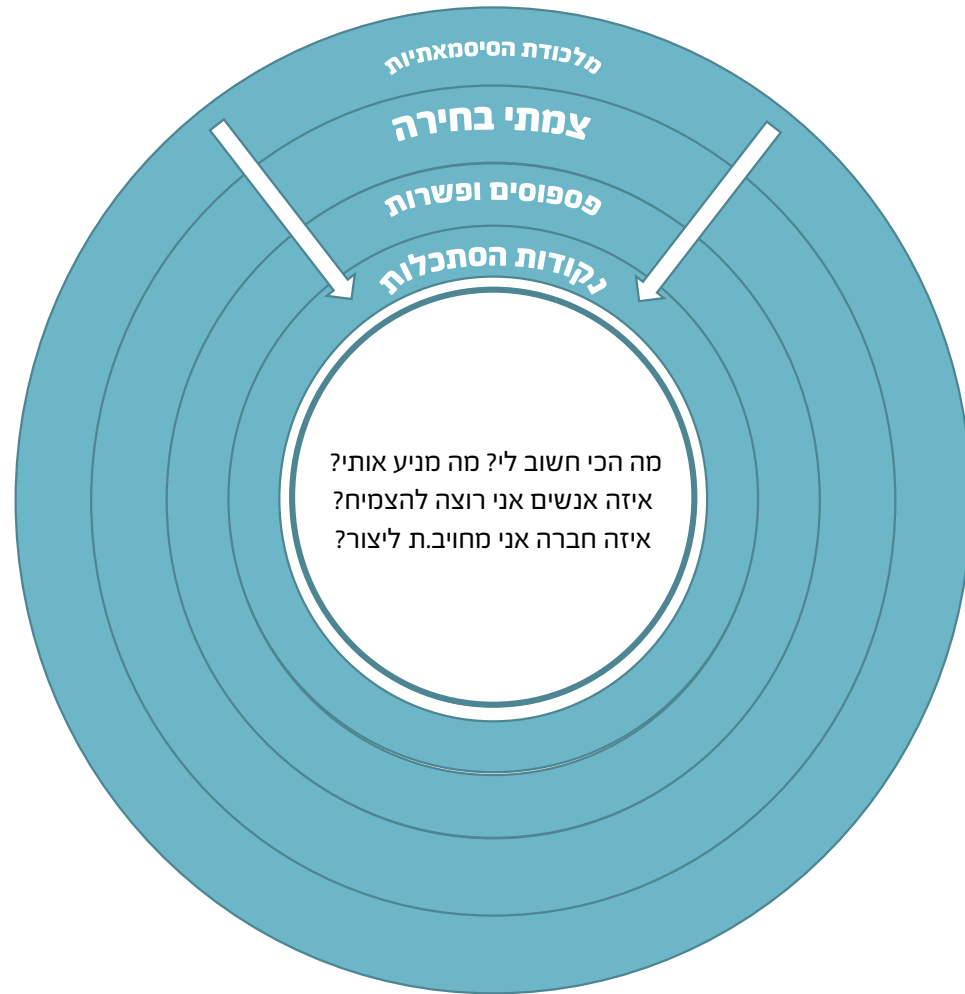 מלכודת הסיסמאתיות
צמתי בחירה
פספוסים ופשרות
נקודות הסתכלות
מה הכי חשוב לי? מה מניע אותי?
איזה אנשים אני רוצה להצמיח?
איזה חברה אני מחויב.ת ליצור?